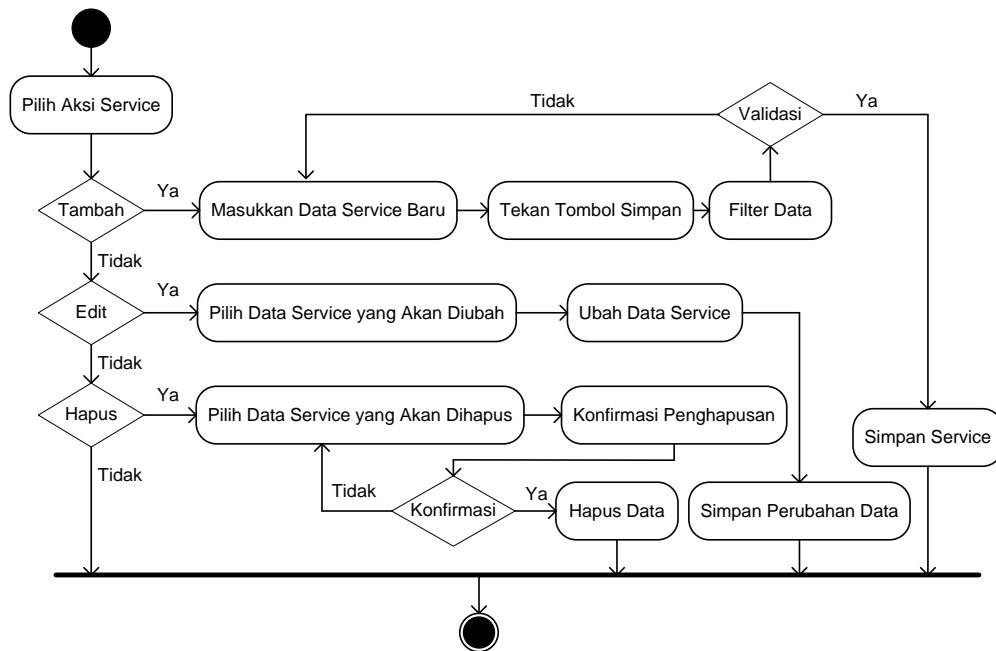 Pilih Aksi Service
Tidak
Validasi
Ya
Tambah
Ya
Masukkan Data Service Baru
Tekan Tombol Simpan
Filter Data
Tidak
Edit
Ya
Pilih Data Service yang Akan Diubah
Ubah Data Service
Tidak
Hapus
Ya
Pilih Data Service yang Akan Dihapus
Konfirmasi Penghapusan
Simpan Service
Tidak
Tidak
Konfirmasi
Ya
Hapus Data
Simpan Perubahan Data